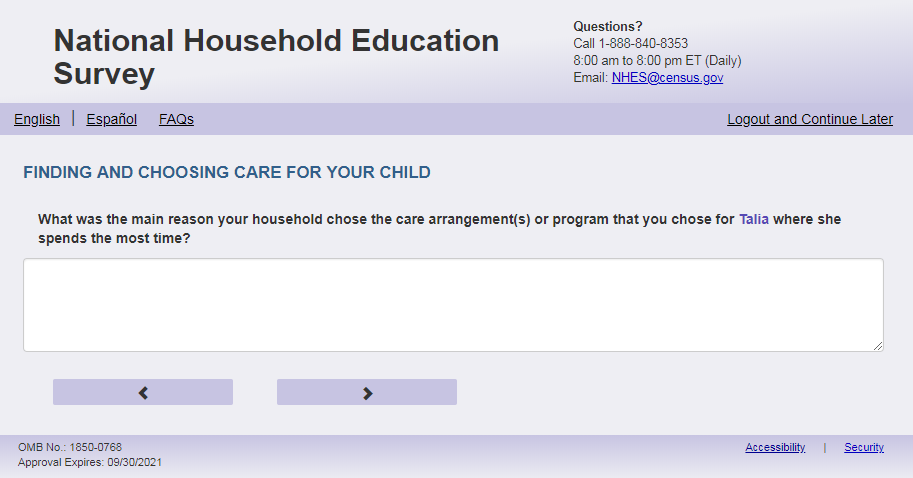 National Household Education
Survey
Questions?
Call 1-888-840-8353
8:00 am to 8:00 pm ET (Daily)
Email: NHES@census.gov
English | Español FAQs Logout and Continue Later
FINDING AND CHOOSING CARE FOR YOUR CHILD
What was the main reason your household chose the care arrangement(s) or program that you chose for Talia where she
spends the most time?
OMB No.: 1850-0768
Approval Expires: 09/30/2021
Accessibility | Security